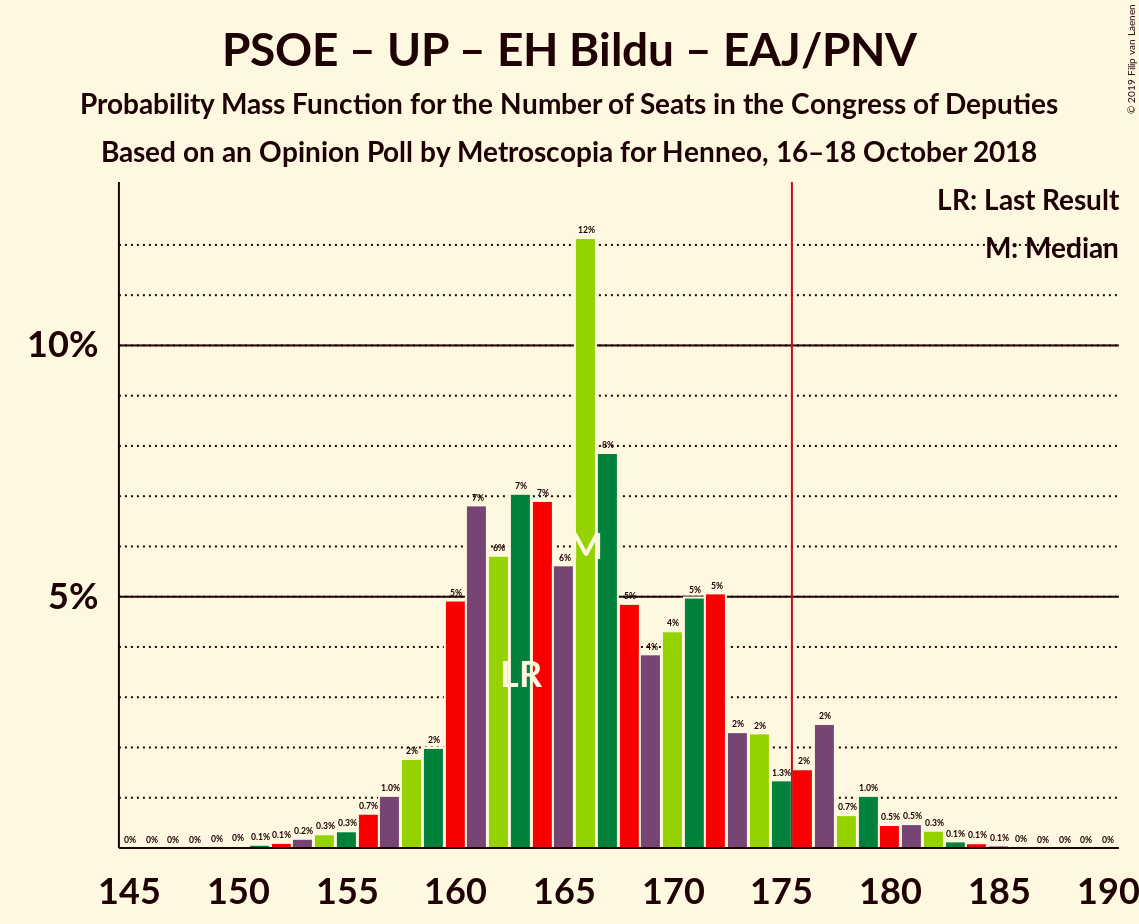 PSOE – UP – EH Bildu – EAJ/PNV
Probability Mass Function for the Number of Seats in the Congress of Deputies
Based on an Opinion Poll by Metroscopia for Henneo, 16–18 October 2018
© 2019 Filip van Laenen
LR: Last Result
M: Median
10%
5%
0% 0% 0% 0% 0% 0% 0.1% 0.1% 0.2% 0.3% 0.3% 0.7% 1.0% 2% 2% 5% 7% 6% 7% 7% 6% 12% 8% 5% 4% 4% 5% 5% 2% 2% 1.3% 2% 2% 0.7% 1.0% 0.5% 0.5% 0.3% 0.1% 0.1% 0.1% 0% 0% 0% 0% 0%
M
LR
145 150 155 160 165 170 175 180 185 190